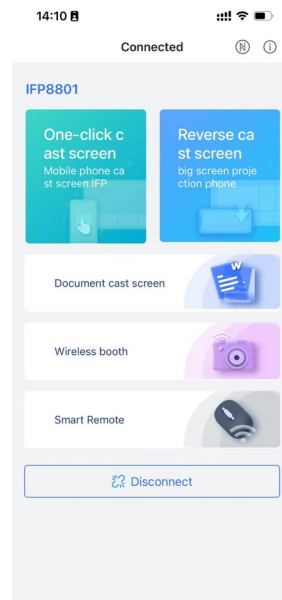 14:10
Connected
IFP8801
One-click c
ast screen
Mobile phone ca
st screen IFP
Reverse ca
st screen
big screen proje
ction phone
Document cast screen
W
Wireless booth
Smart Remote
Disconnect